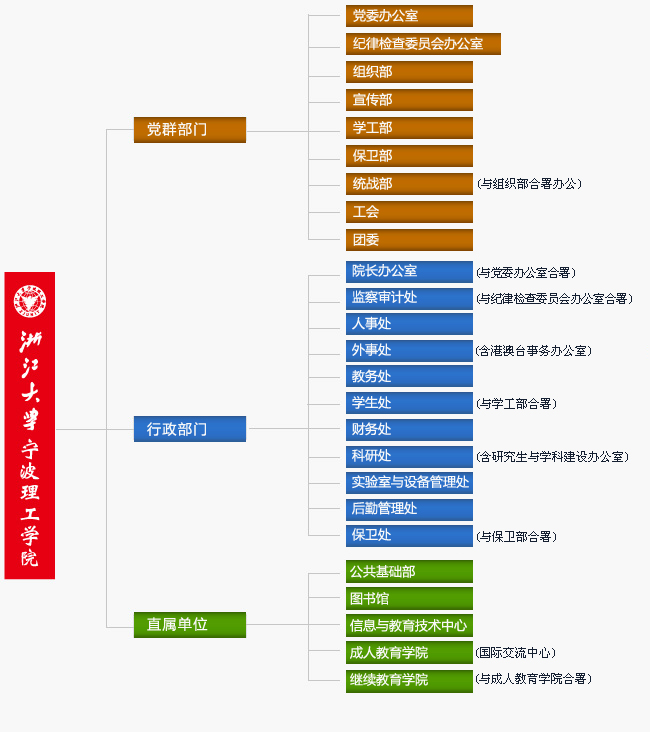 浙江大学宁波理工学院
党群部门
党委办公室
纪律检查委员会办公室
组织部
宣传部
学工部
保卫部
统战部 (与组织部合署办公)
工会
团委
行政部门
院长办公室 (与党委办公室合署)
监察审计处 (与纪律检查委员会办公室合署)
人事处
外事处 (含港澳台事务办公室)
教务处
学生处 (与学工部合署)
财务处
科研处 (含研究生与学科建设办公室)
实验室与设备管理处
后勤管理处
保卫处 (与保卫部合署)
直属单位
公共基础部
图书馆
信息与教育技术中心
成人教育学院 (国际交流中心)
继续教育学院 (与成人教育学院合署)